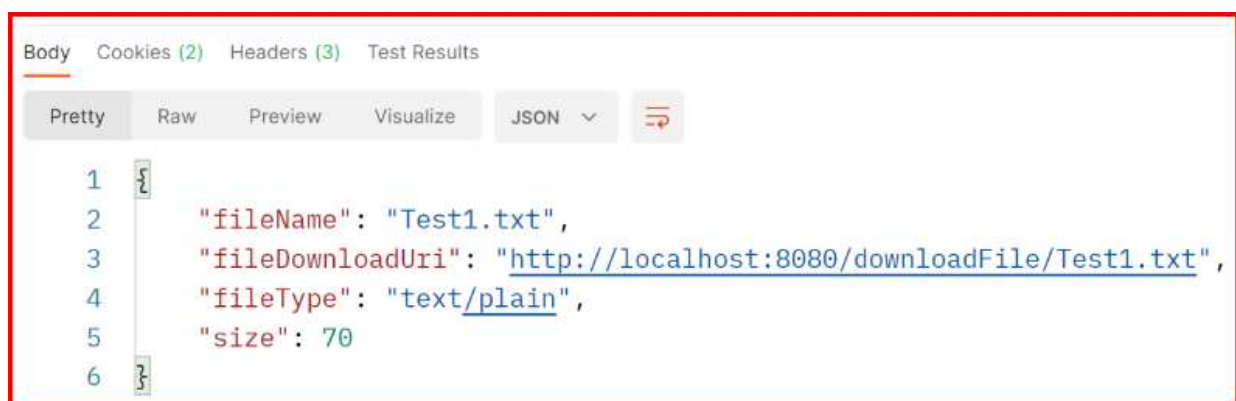 Body Cookies (2) Headers (3) Test Results
Pretty Raw Preview Visualize JSON
1 {
2 "fileName": "Test1.txt",
3 "fileDownloadUri": "http://localhost:8080/downloadFile/Test1.txt",
4 "fileType": "text/plain",
5 "size": 70
6 }